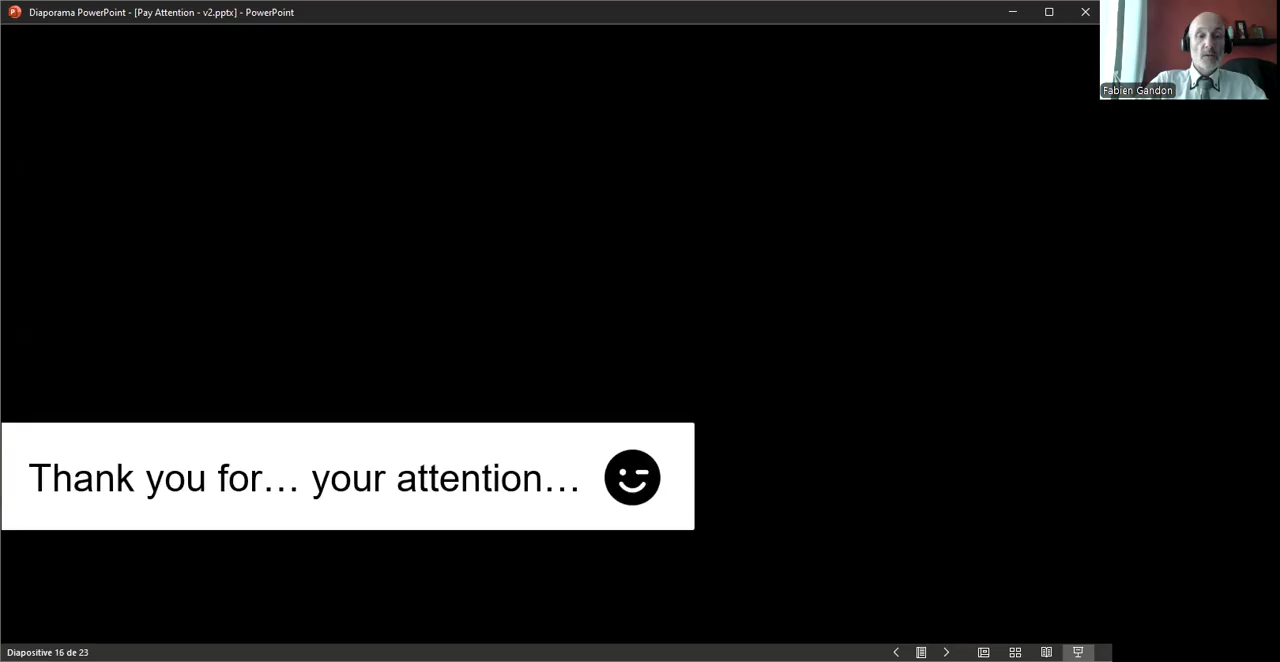 Diaporama PowerPoint - [Pay Attention - v2.pptx] - PowerPoint
Fabien Gandon
Thank you for… your attention…
Diapositive 16 de 23